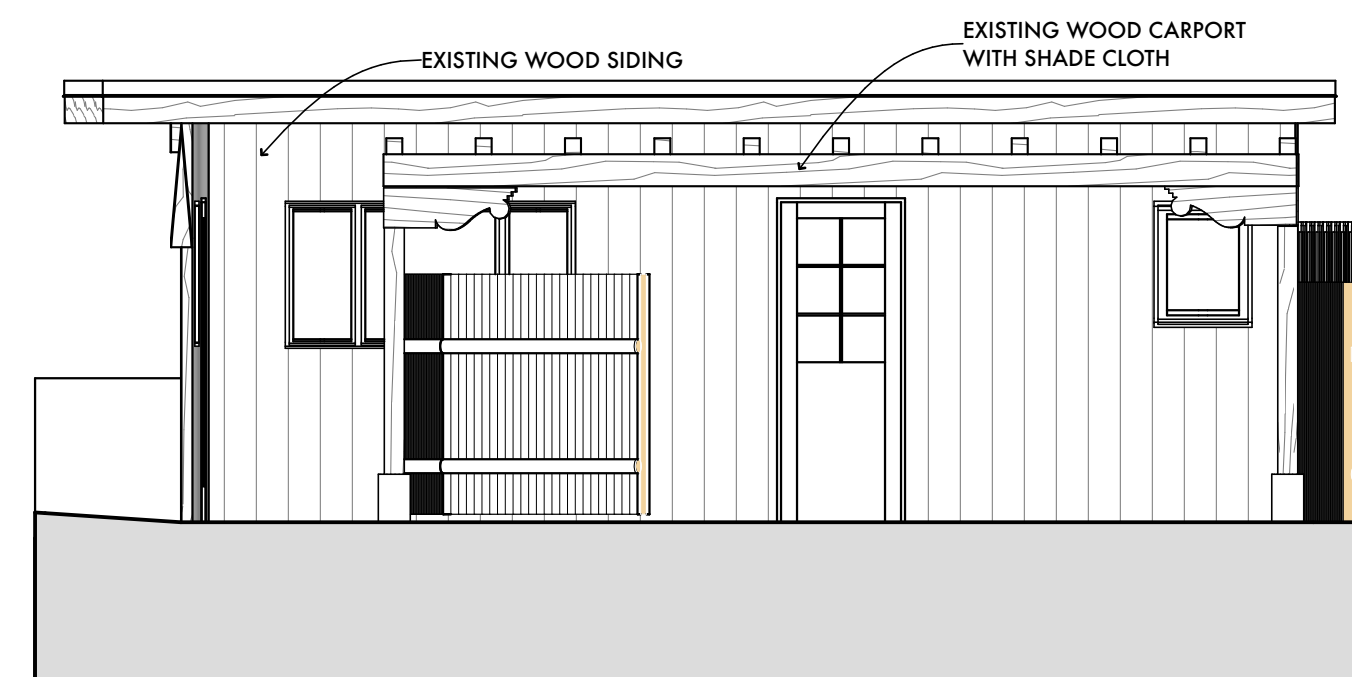 EXISTING WOOD CARPORT
WITH SHADE CLOTH
EXISTING WOOD SIDING